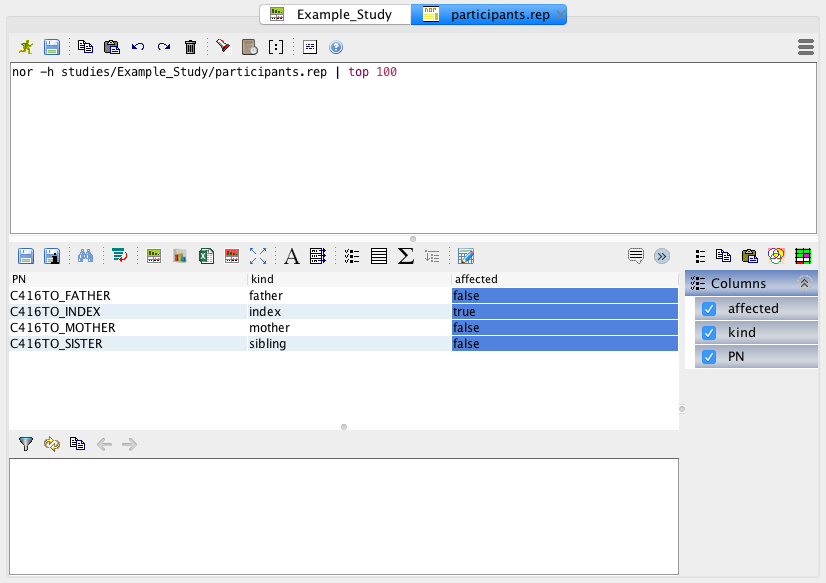 Example_Study
participants.rep
nor -h studies/Example_Study/participants.rep | top 100
PN kind affected
C416TO_FATHER father false
C416TO_INDEX index true
C416TO_MOTHER mother false
C416TO_SISTER sibling false
Columns
affected
kind
PN